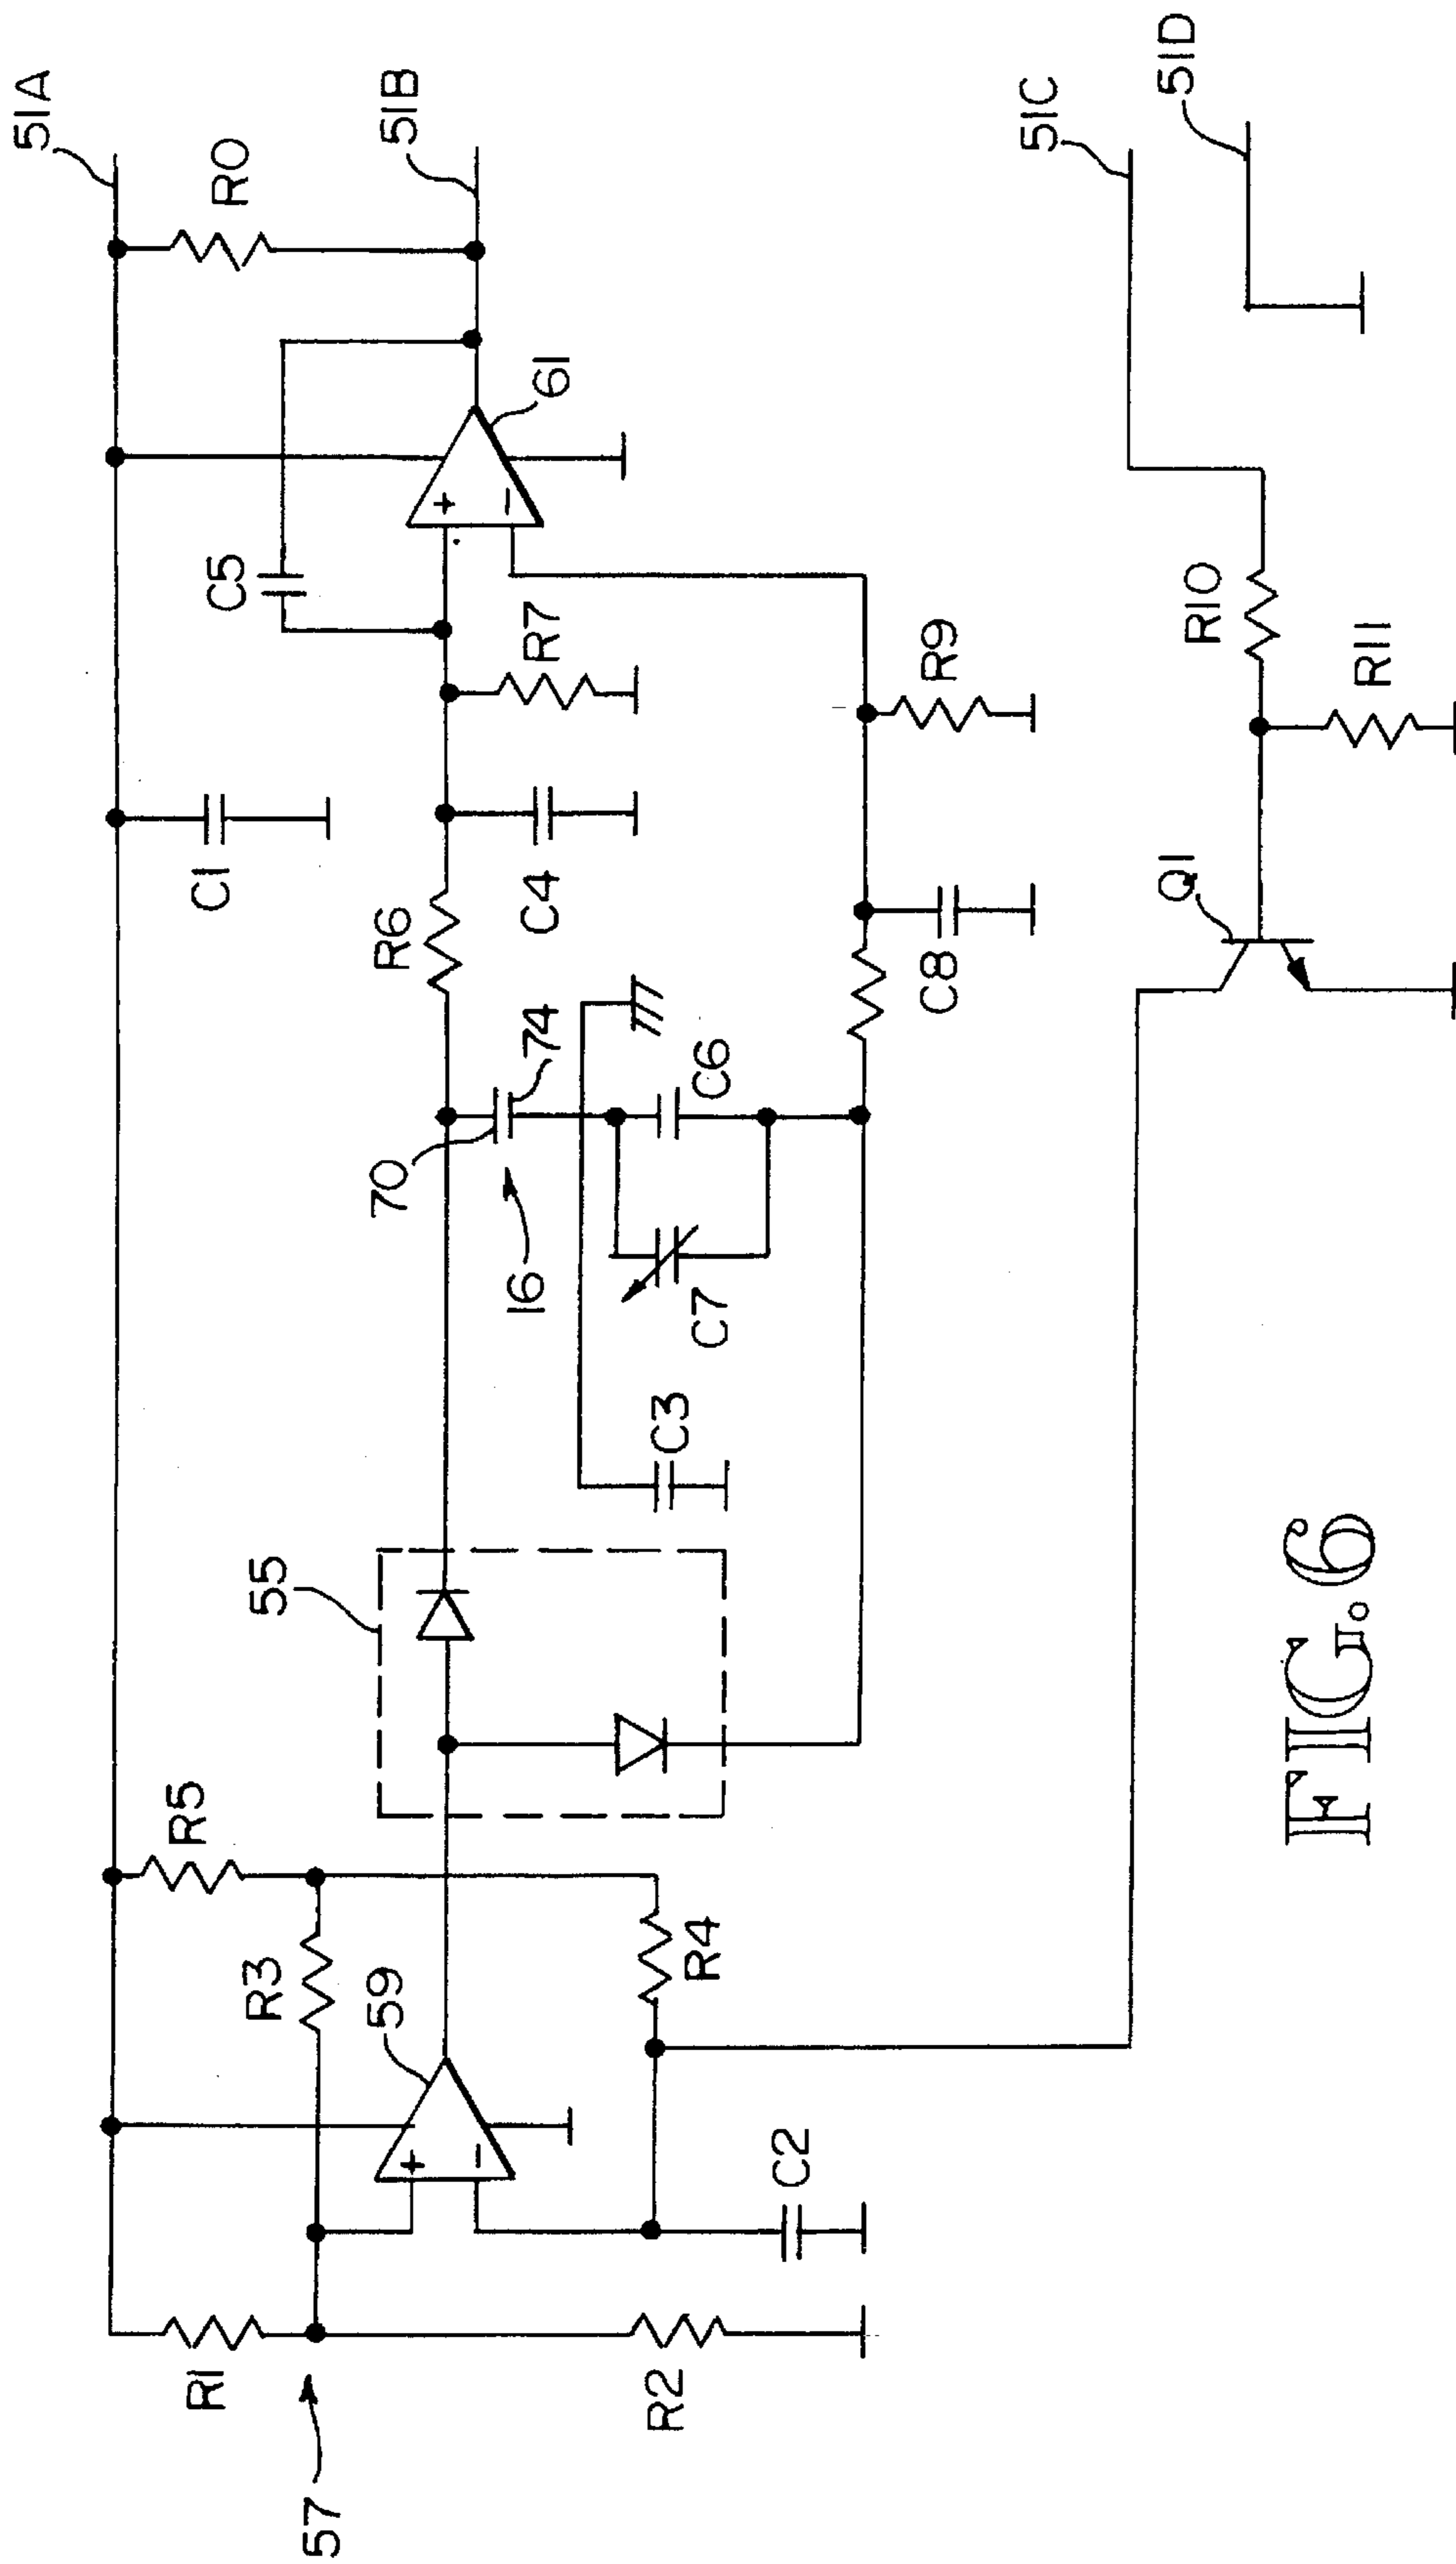 51A
R0
51B
C5
61
C1
R7
R6
C4
R9
70
74
C6
C8
16
C7
C3
55
R5
R3
59
R4
C2
R1
R2
57
+
−
+
−
51C
51D
R10
R11
Q1
FIG. 6